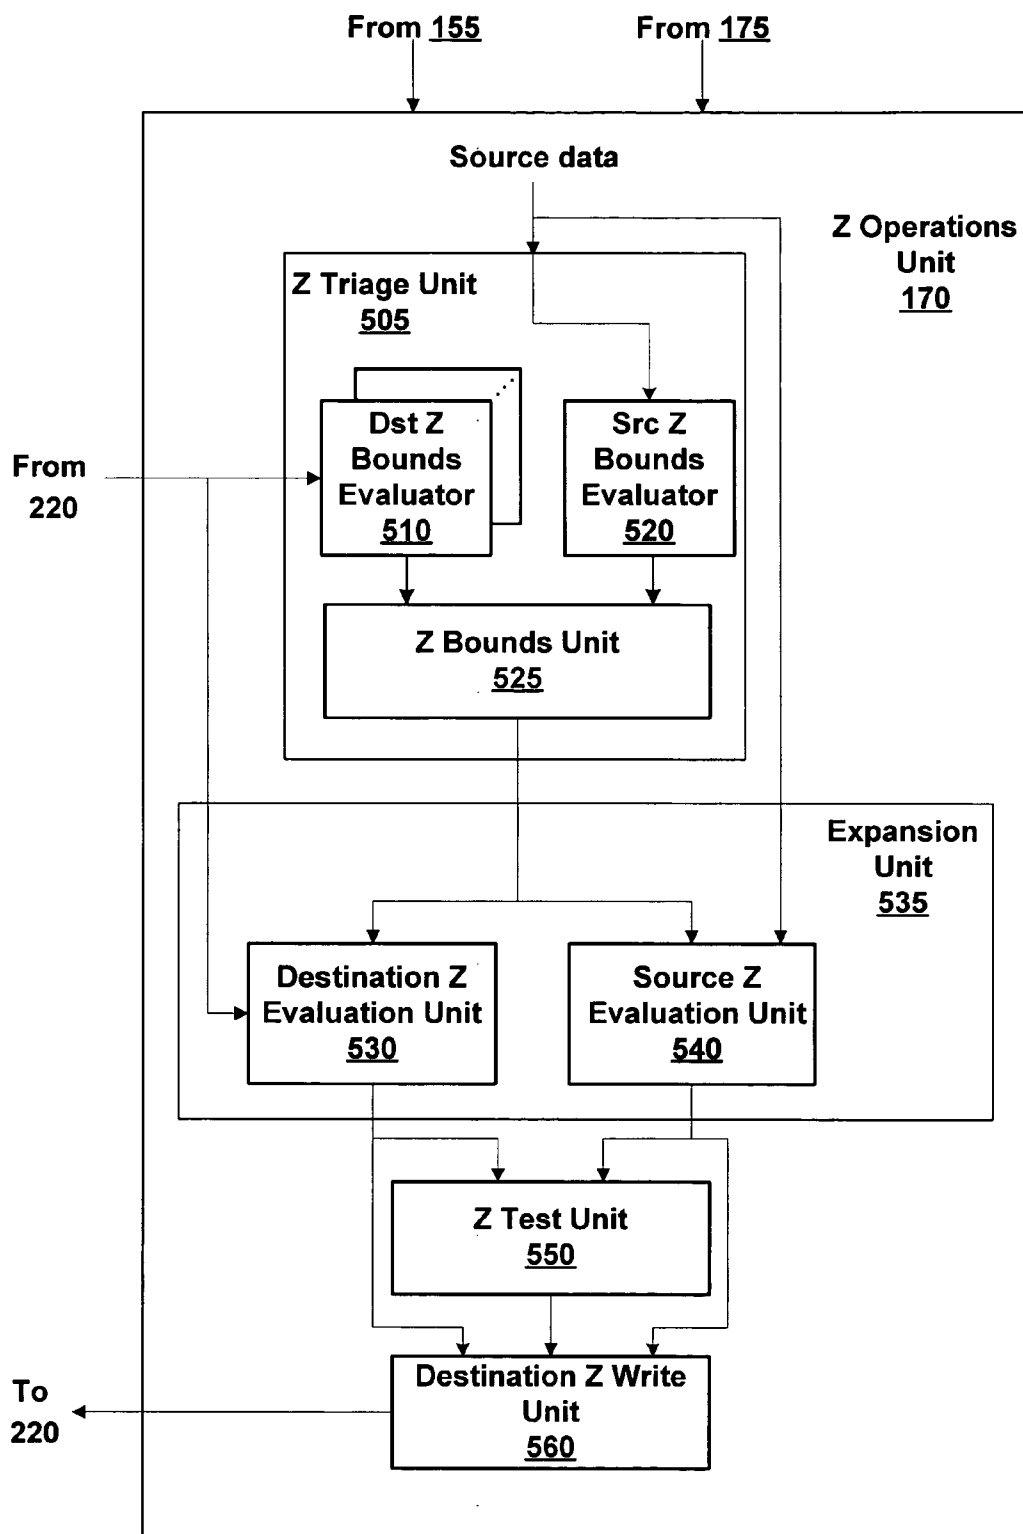 From 155
From 175
Source data
Z Operations
Unit
170
Z Triage Unit
505
Dst Z
Bounds
Evaluator
510
Src Z
Bounds
Evaluator
520
From
220
Z Bounds Unit
525
Expansion
Unit
535
Destination Z
Evaluation Unit
530
Source Z
Evaluation Unit
540
Z Test Unit
550
Destination Z Write
Unit
560
To
220